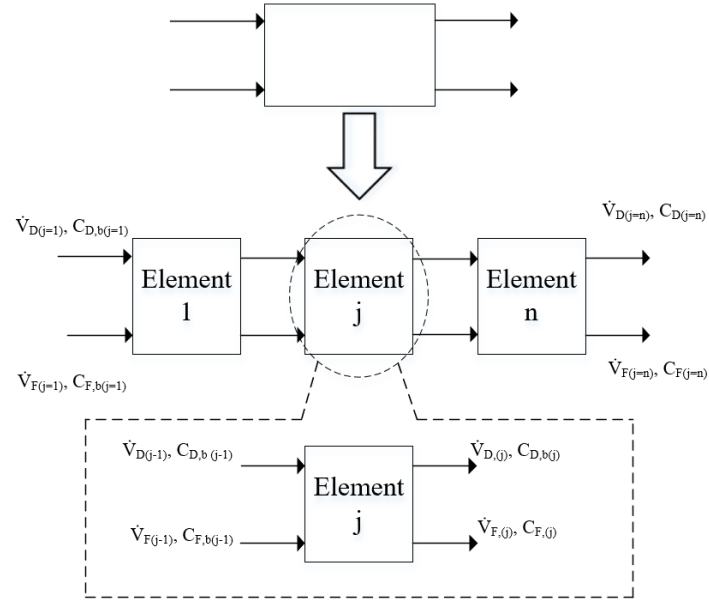 V̇D(j=1), CD,b(j=1)
V̇D(j=n), CD(j=n)
Element
1
Element
j
Element
n
V̇F(j=1), CF,b(j=1)
V̇F(j=n), CF(j=n)
V̇D(j-1), CD,b (j-1)
V̇D,(j), CD,b(j)
Element
j
V̇F(j-1), CF,b(j-1)
V̇F,(j), CF,(j)